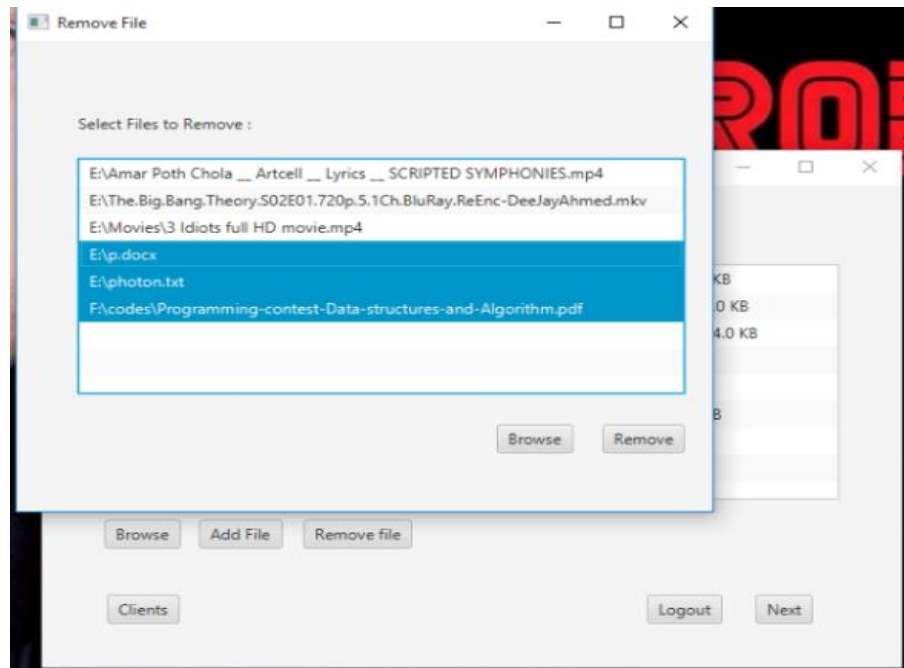 Remove File
Select Files to Remove :
E:\Amar Poth Chola __ Artcell __ Lyrics __ SCRIPTED SYMPHONIES.mp4
E:\The.Big.Bang.Theory.S02E01.720p.5.1Ch.BluRay.ReEnc-DeeJayAhmed.mkv
E:\Movies\3 Idiots full HD movie.mp4
E:\p.docx
E:\photon.txt
F:\codes\Programming-contest-Data-structures-and-Algorithm.pdf
Browse Remove
KB
.0 KB
4.0 KB
B
Browse Add File Remove file
Clients Logout Next